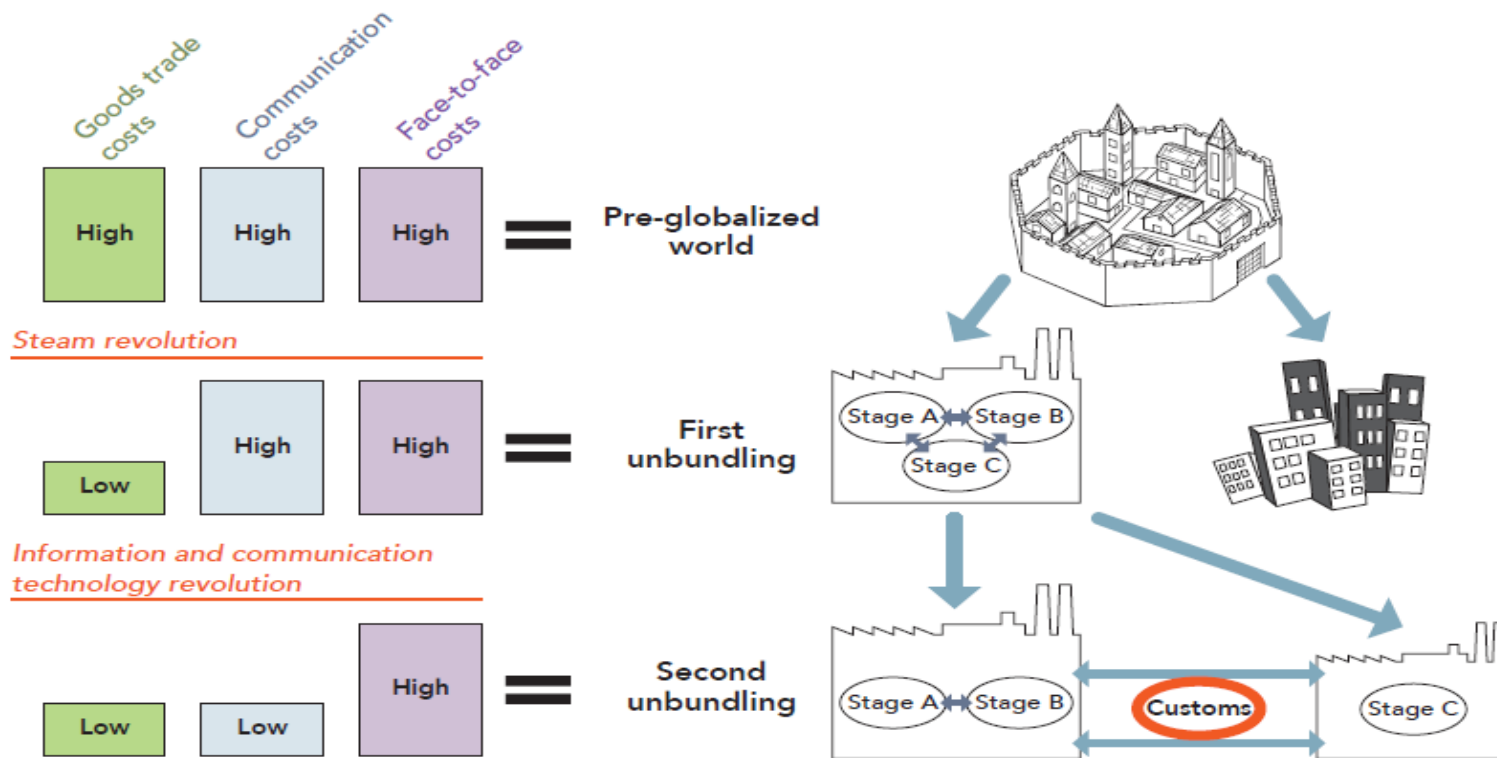 Goods trade
costs
Communication
costs
Face-to-face
costs
High
High
High
=
Pre-globalized
world
Steam revolution
Low
High
High
=
First
unbundling
Stage A
Stage B
Stage C
Information and communication
technology revolution
Low
Low
High
=
Second
unbundling
Stage A
Stage B
Customs
Stage C